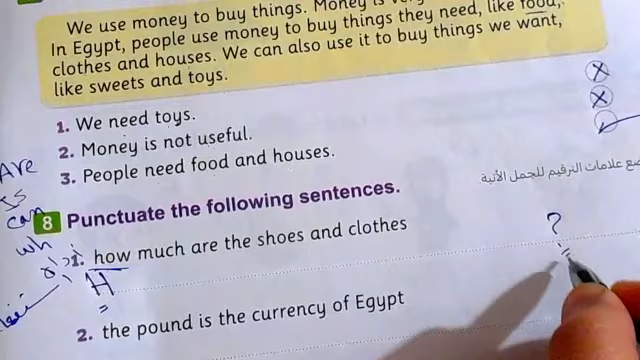 We use money to buy things. Money is
In Egypt, people use money to buy things they need, like food,
clothes and houses. We can also use it to buy things we want,
like sweets and toys.
1. We need toys.
2. Money is not useful.
3. People need food and houses.
ضع علامات الترقيم للجمل الآتية.
8 Punctuate the following sentences.
Are
Is
can
wh
1. how much are the shoes and clothes
?
H
2. the pound is the currency of Egypt